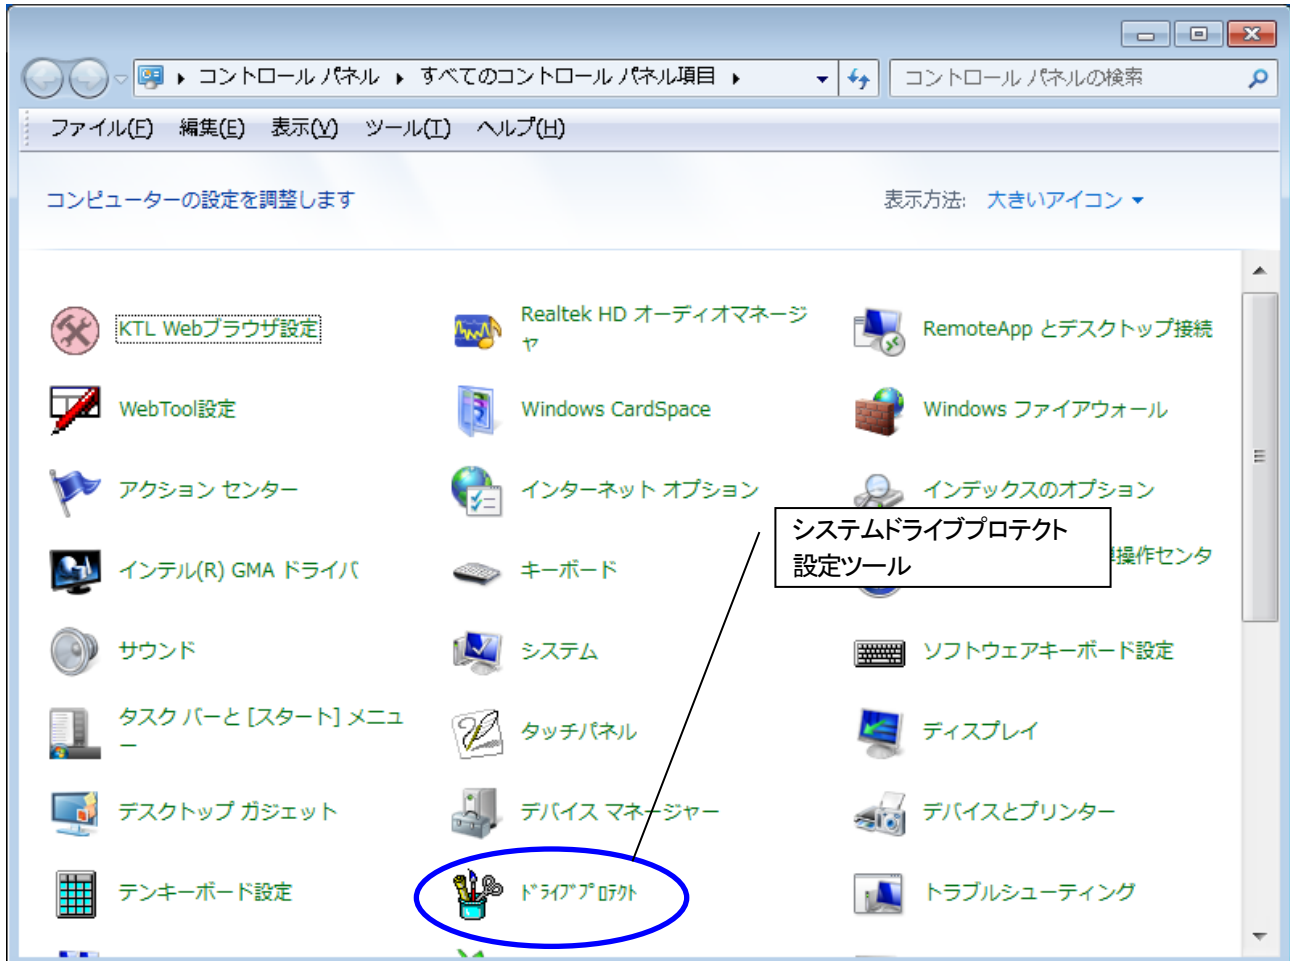 コントロール パネル ▸ すべてのコントロール パネル項目 ▸
コントロール パネルの検索
ファイル(F) 編集(E) 表示(V) ツール(T) ヘルプ(H)
コンピューターの設定を調整します
表示方法: 大きいアイコン
KTL Webブラウザ設定
Realtek HD オーディオマネージ
ャ
RemoteApp とデスクトップ接続
WebTool設定
Windows CardSpace
Windows ファイアウォール
アクション センター
インターネット オプション
インデックスのオプション
システムドライブプロテクト
設定ツール
インテル(R) GMA ドライバ
キーボード
操作センタ
サウンド
システム
ソフトウェアキーボード設定
タスク バーと [スタート] メニュ
ー
タッチパネル
ディスプレイ
デスクトップ ガジェット
デバイス マネージャー
デバイスとプリンター
テンキーボード設定
ﾄﾞﾗｲﾌﾞﾌﾟﾛﾃｸﾄ
トラブルシューティング